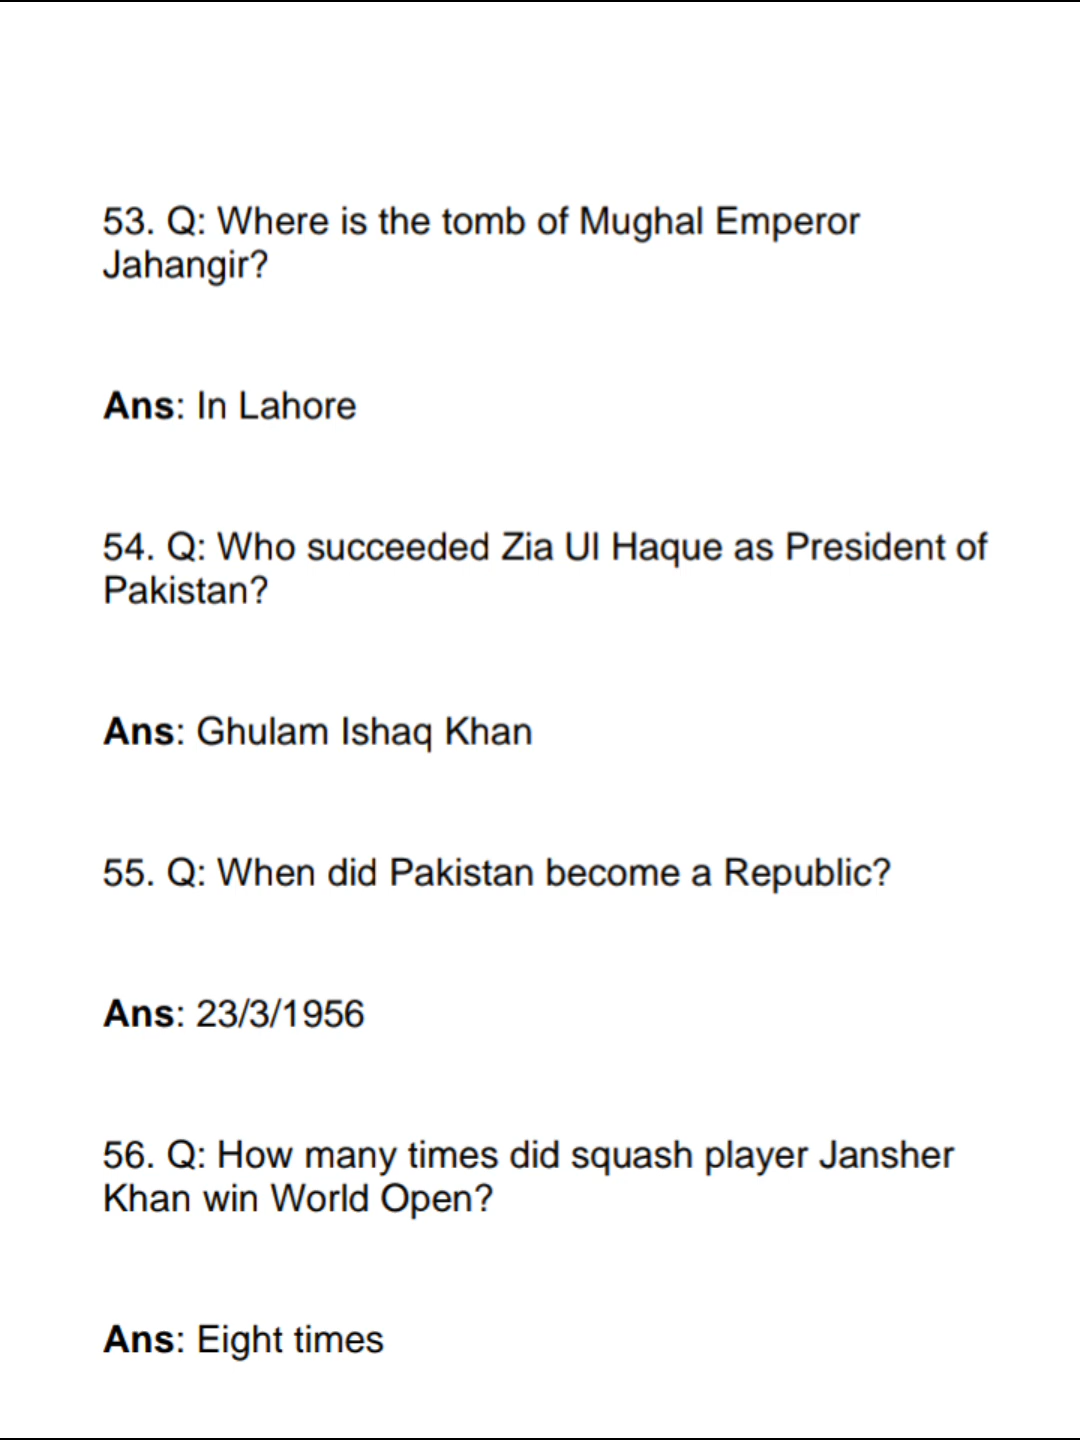 53. Q: Where is the tomb of Mughal Emperor
Jahangir?
Ans: In Lahore
54. Q: Who succeeded Zia Ul Haque as President of
Pakistan?
Ans: Ghulam Ishaq Khan
55. Q: When did Pakistan become a Republic?
Ans: 23/3/1956
56. Q: How many times did squash player Jansher
Khan win World Open?
Ans: Eight times